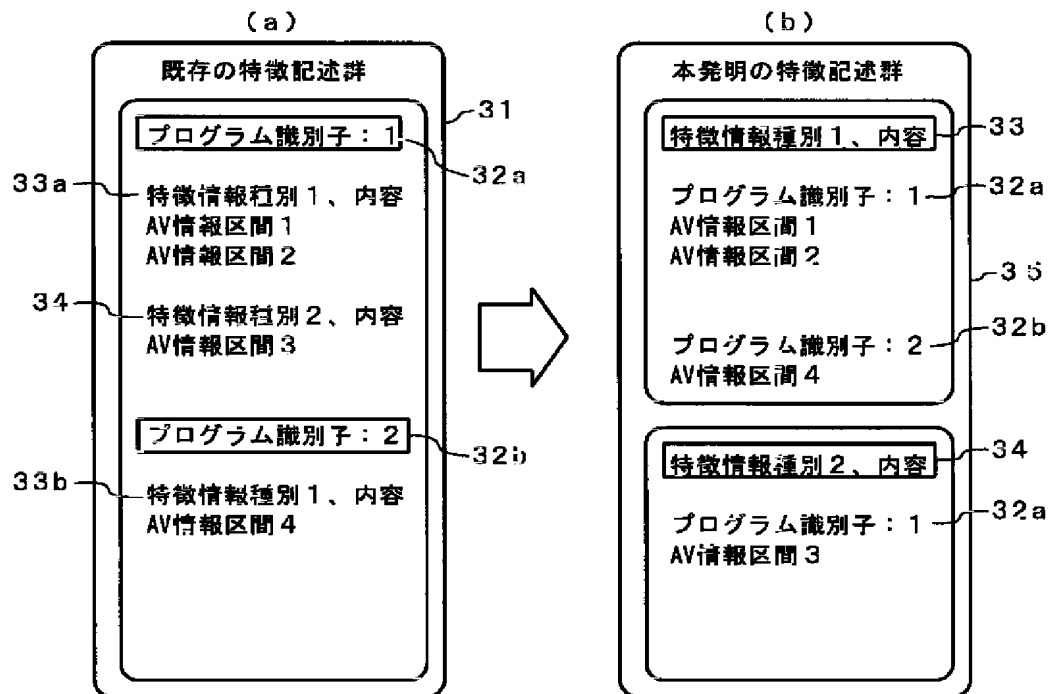 (a)
既存の特徴記述群
31
プログラム識別子：1
32a
33a
特徴情報種別1、内容
AV情報区間1
AV情報区間2
34
特徴情報種別2、内容
AV情報区間3
プログラム識別子：2
32b
33b
特徴情報種別1、内容
AV情報区間4
(b)
本発明の特徴記述群
特徴情報種別1、内容
33
プログラム識別子：1
32a
AV情報区間1
AV情報区間2
35
プログラム識別子：2
32b
AV情報区間4
特徴情報種別2、内容
34
プログラム識別子：1
32a
AV情報区間3